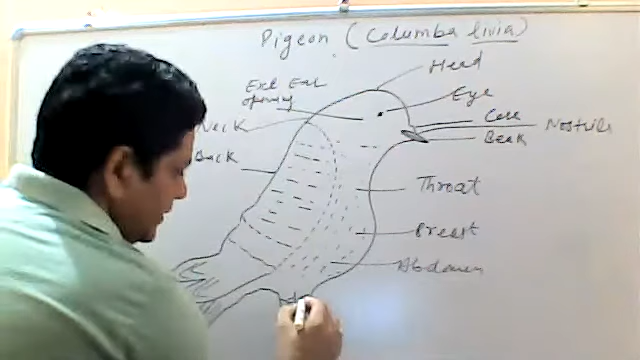 Pigeon (Columba livia)
Head
Ext Ear
opening
Eye
Neck
Cere
Nostrils
Beak
Back
Throat
Breast
Abdomen